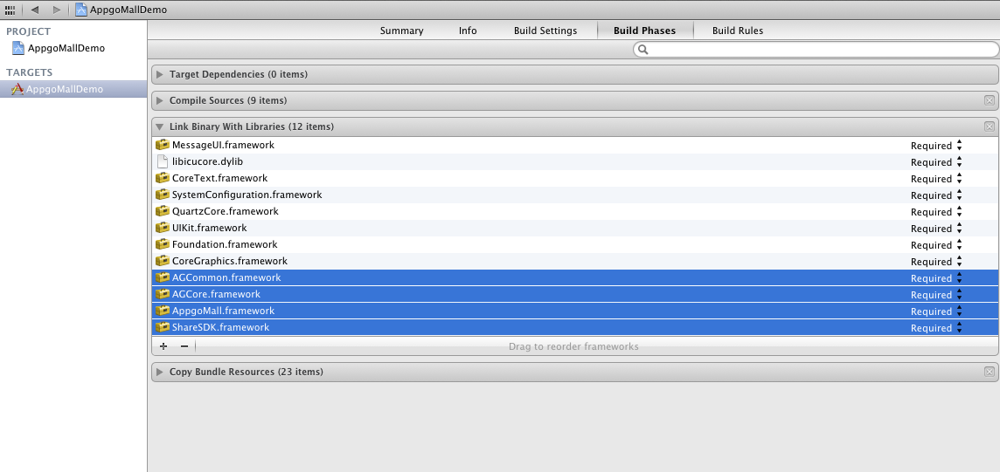 AppgoMallDemo
PROJECT
AppgoMallDemo
TARGETS
AppgoMallDemo
Summary Info Build Settings Build Phases Build Rules
Target Dependencies (0 items)
Compile Sources (9 items)
Link Binary With Libraries (12 items)
MessageUI.framework Required
libicucore.dylib Required
CoreText.framework Required
SystemConfiguration.framework Required
QuartzCore.framework Required
UIKit.framework Required
Foundation.framework Required
CoreGraphics.framework Required
AGCommon.framework Required
AGCore.framework Required
AppgoMall.framework Required
ShareSDK.framework Required
+ − Drag to reorder frameworks
Copy Bundle Resources (23 items)